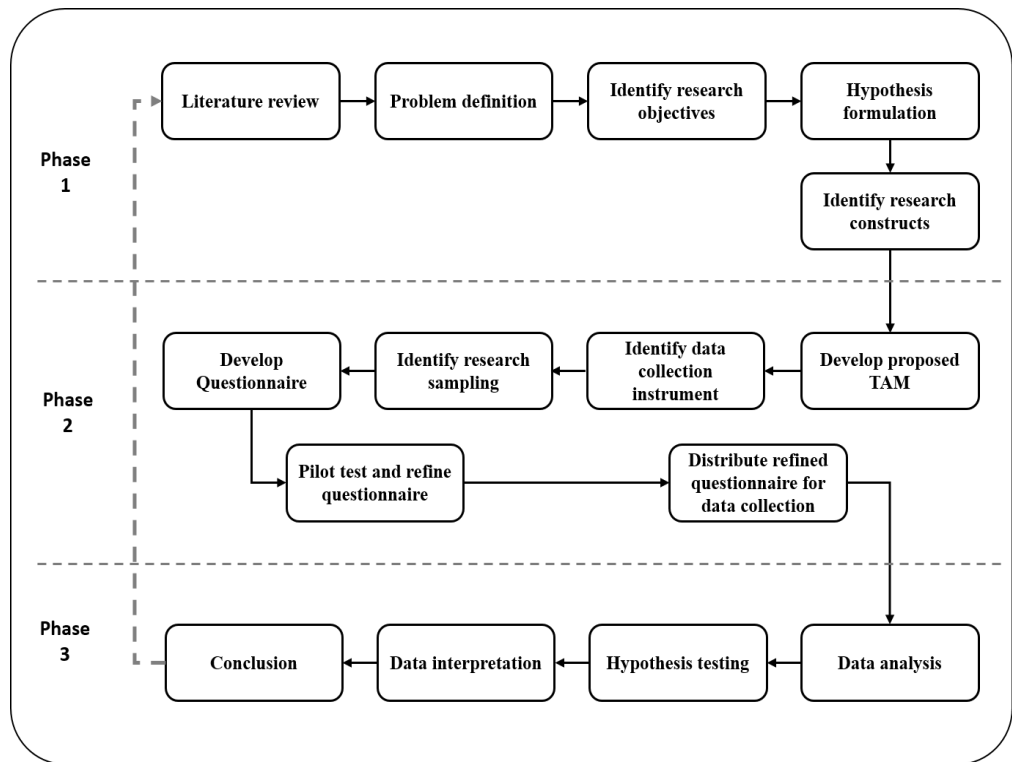 Literature review
Problem definition
Identify research
objectives
Hypothesis
formulation
Phase
1
Identify research
constructs
Phase
2
Develop
Questionnaire
Identify research
sampling
Identify data
collection
instrument
Develop proposed
TAM
Pilot test and refine
questionnaire
Distribute refined
questionnaire for
data collection
Phase
3
Conclusion
Data interpretation
Hypothesis testing
Data analysis